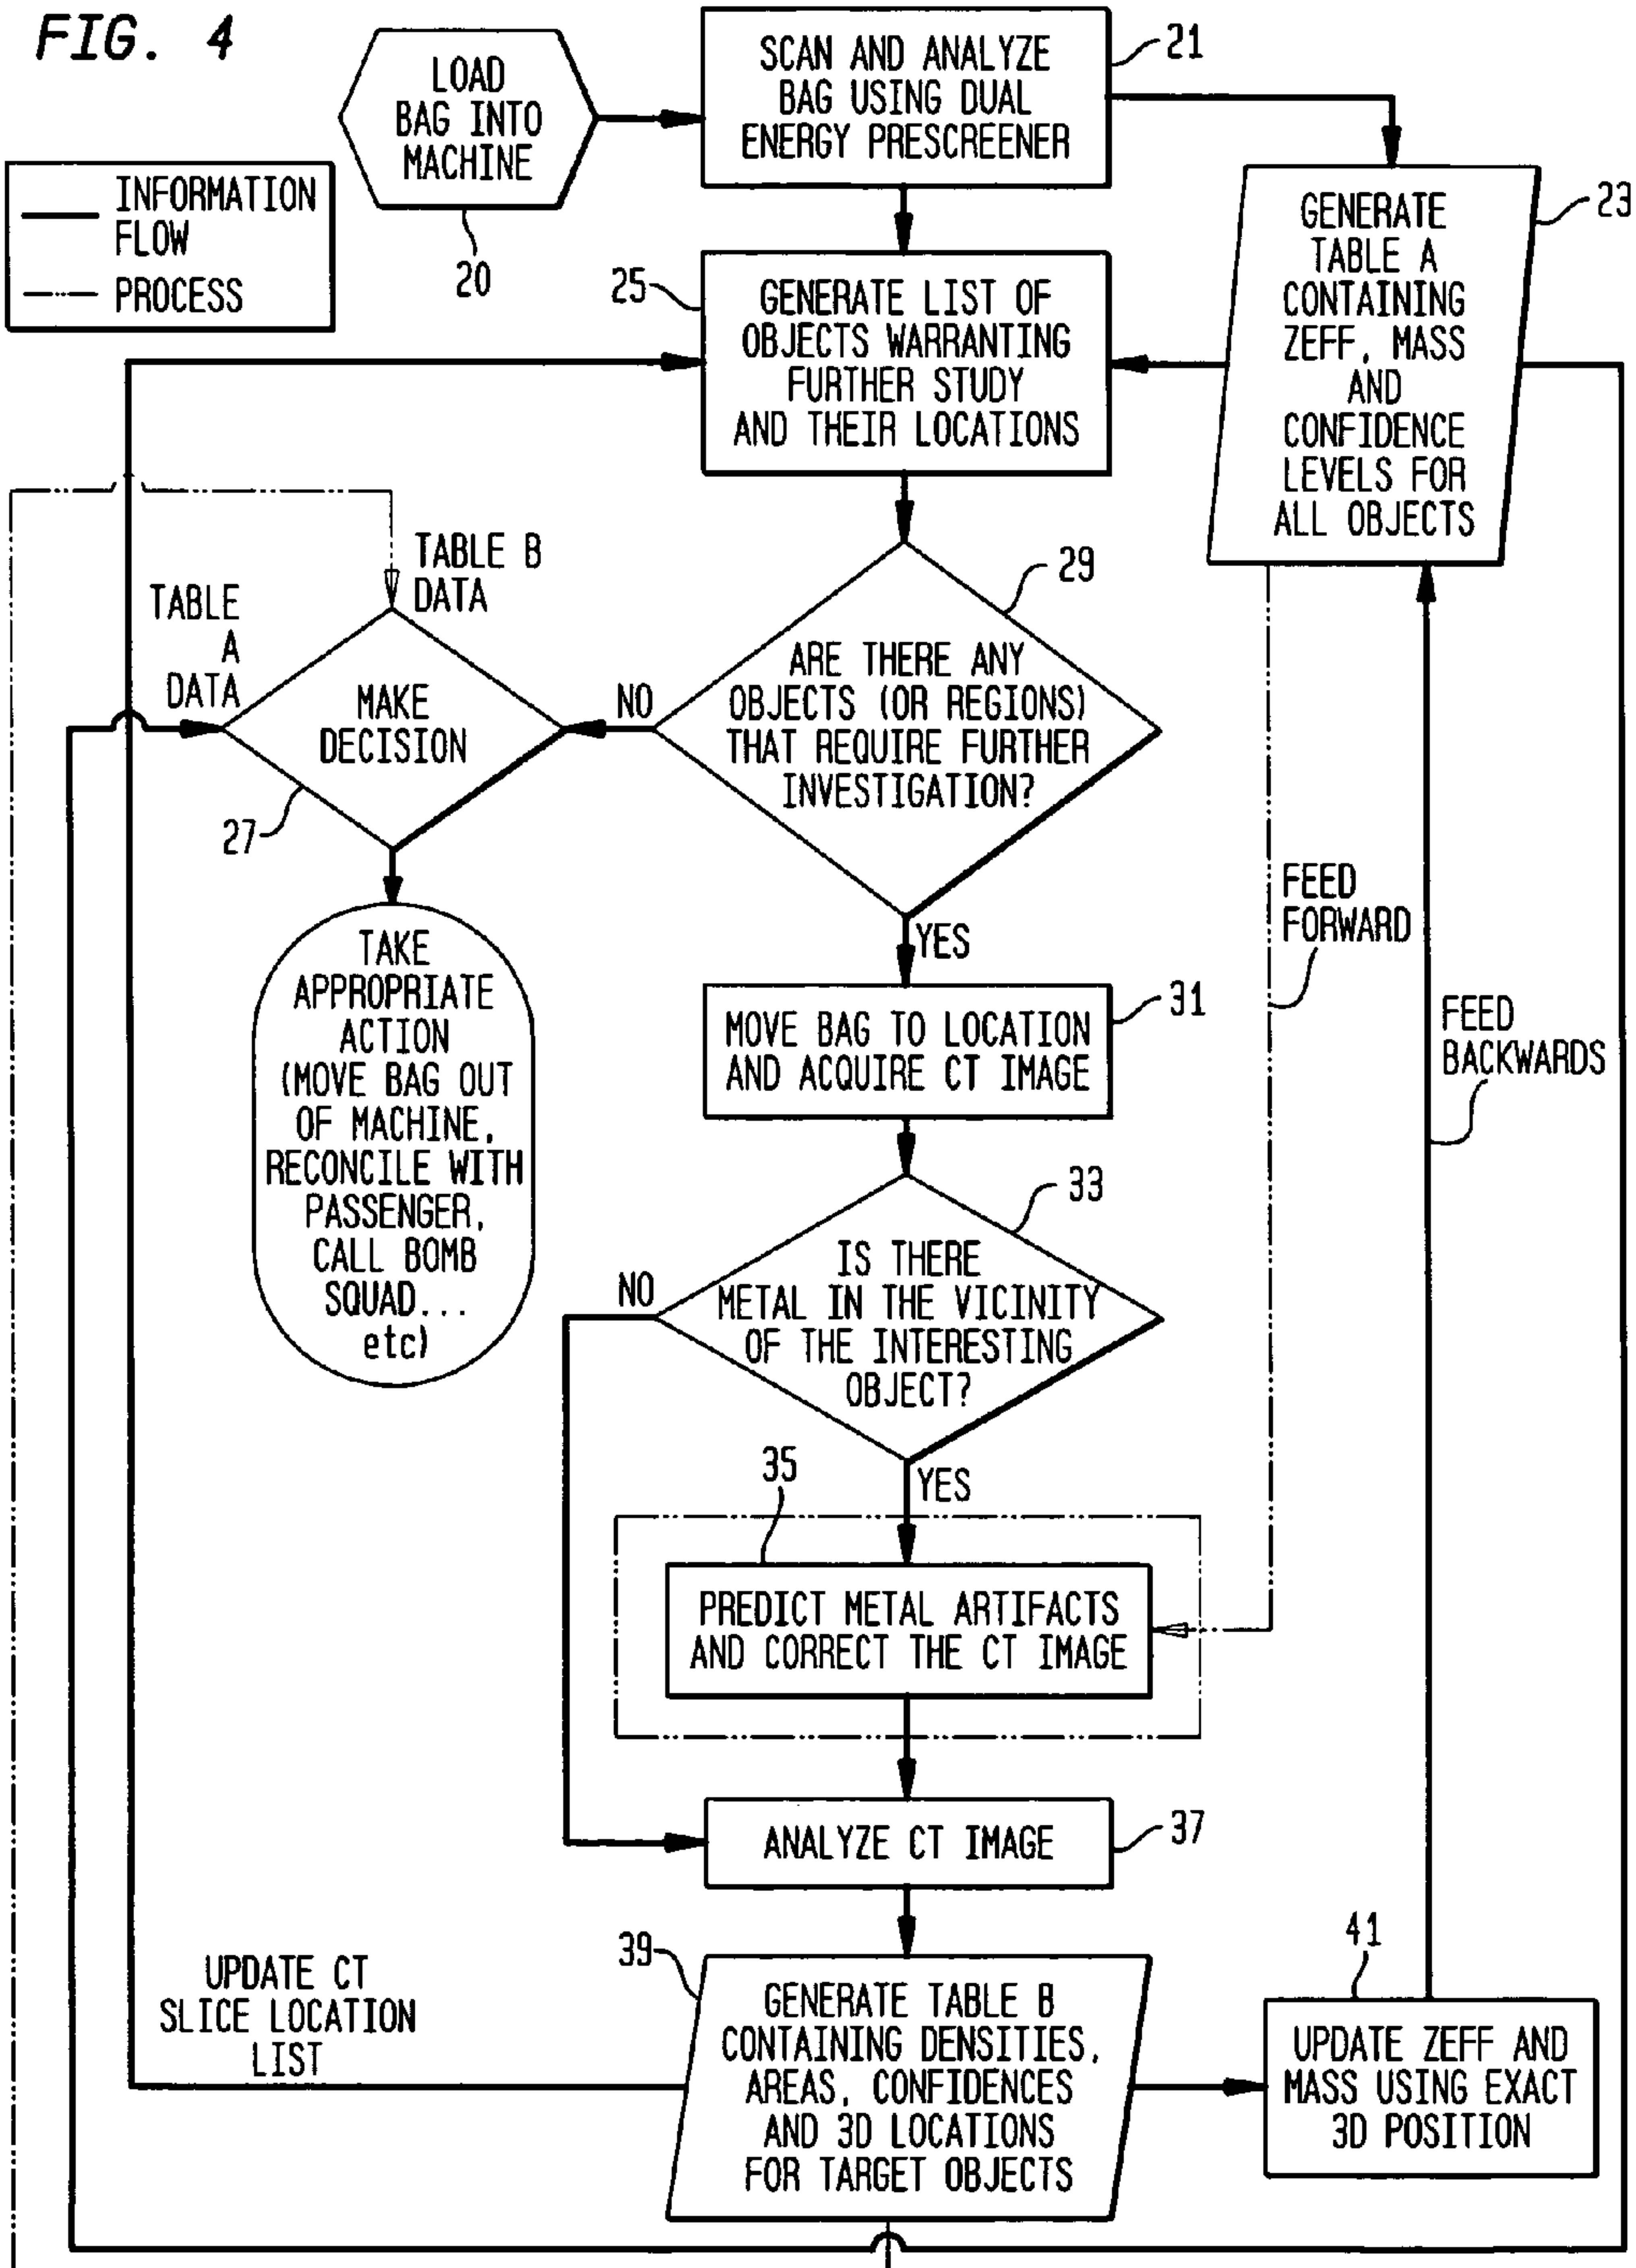 FIG. 4
LOAD
BAG INTO
MACHINE
20
SCAN AND ANALYZE
BAG USING DUAL
ENERGY PRESCREENER
21
INFORMATION
FLOW
PROCESS
GENERATE
TABLE A
CONTAINING
ZEFF, MASS
AND
CONFIDENCE
LEVELS FOR
ALL OBJECTS
23
25
GENERATE LIST OF
OBJECTS WARRANTING
FURTHER STUDY
AND THEIR LOCATIONS
TABLE B
DATA
TABLE
A
DATA
MAKE
DECISION
27
NO
29
ARE THERE ANY
OBJECTS (OR REGIONS)
THAT REQUIRE FURTHER
INVESTIGATION?
YES
FEED
FORWARD
FEED
BACKWARDS
TAKE
APPROPRIATE
ACTION
(MOVE BAG OUT
OF MACHINE,
RECONCILE WITH
PASSENGER,
CALL BOMB
SQUAD...
etc)
31
MOVE BAG TO LOCATION
AND ACQUIRE CT IMAGE
33
IS THERE
METAL IN THE VICINITY
OF THE INTERESTING
OBJECT?
NO
YES
35
PREDICT METAL ARTIFACTS
AND CORRECT THE CT IMAGE
ANALYZE CT IMAGE
37
UPDATE CT
SLICE LOCATION
LIST
39
GENERATE TABLE B
CONTAINING DENSITIES,
AREAS, CONFIDENCES
AND 3D LOCATIONS
FOR TARGET OBJECTS
41
UPDATE ZEFF AND
MASS USING EXACT
3D POSITION